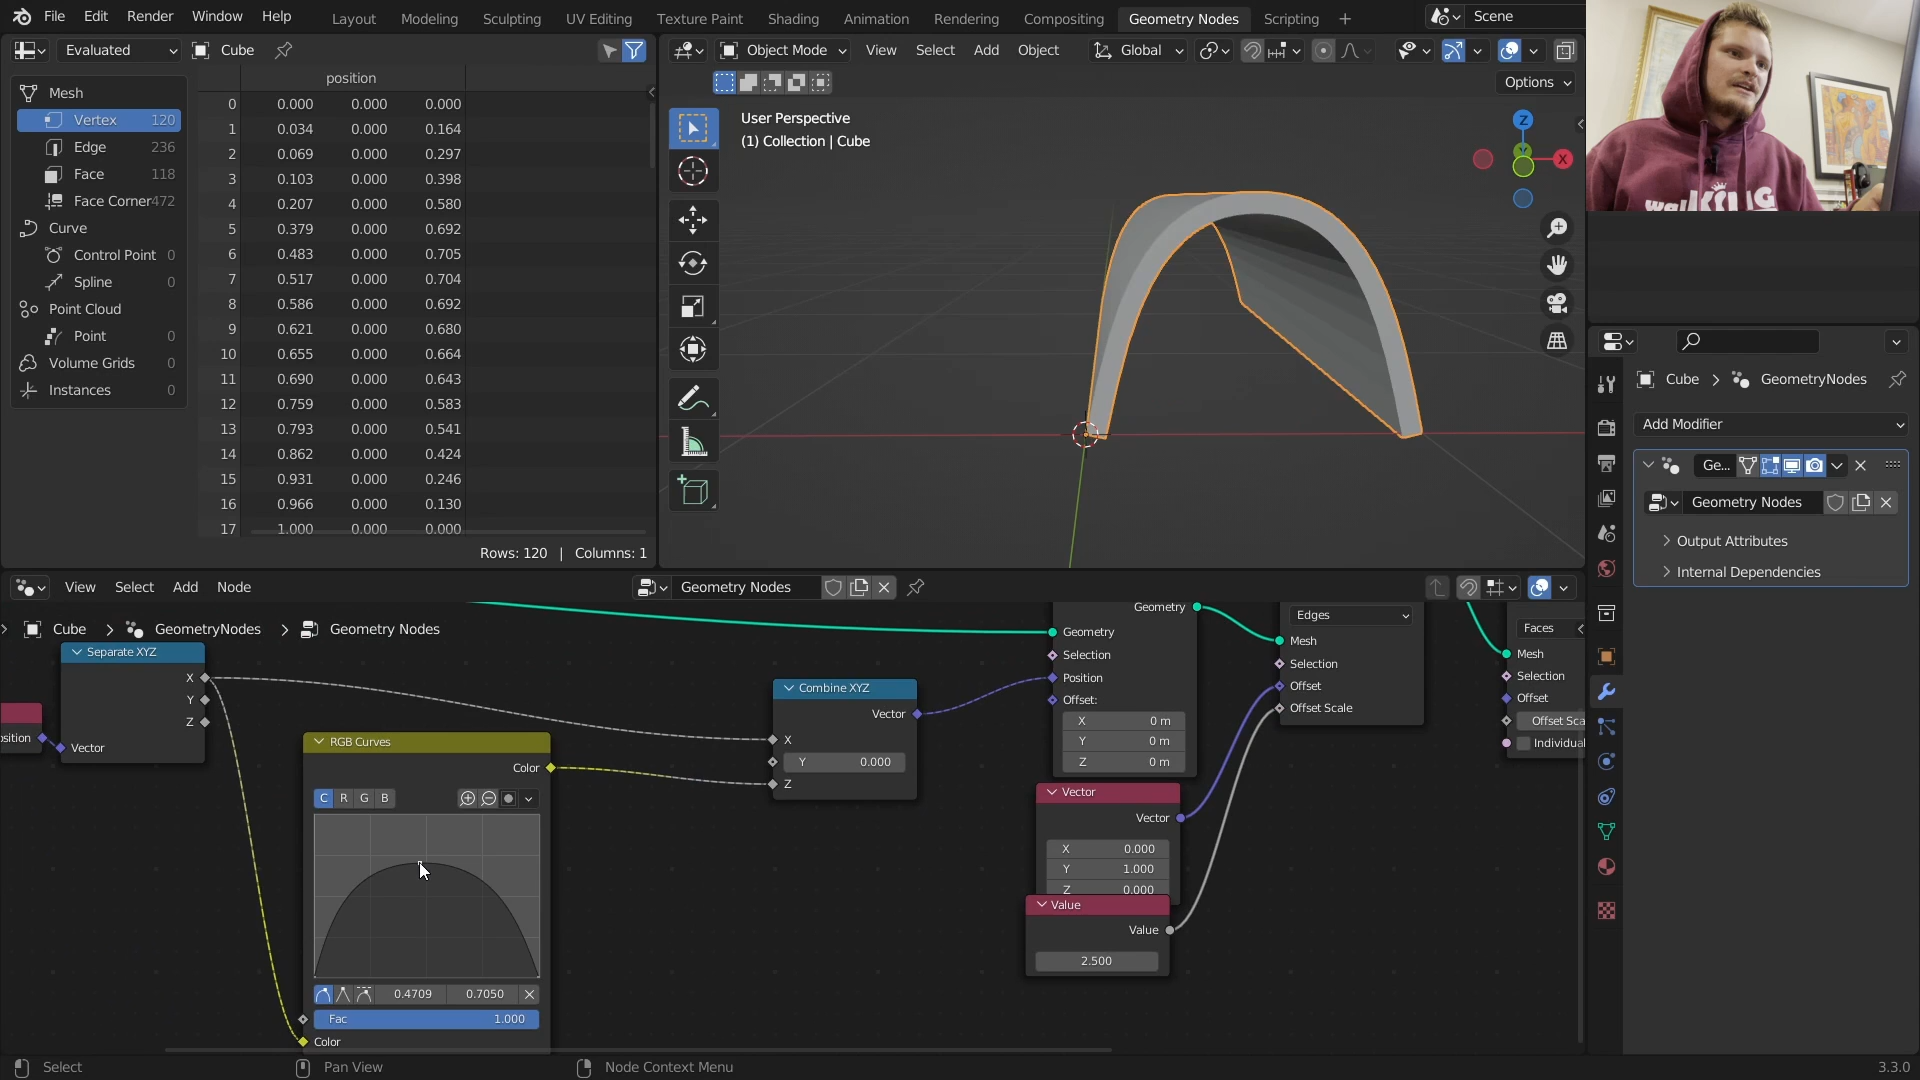 File Edit Render Window Help Layout Modeling Sculpting UV Editing Texture Paint Shading Animation Rendering Compositing Geometry Nodes Scripting + Scene
Evaluated Cube
Object Mode View Select Add Object Global
Options
position
Mesh
Vertex 120
Edge 236
Face 118
Face Corner 472
Curve
Control Point 0
Spline 0
Point Cloud
Point 0
Volume Grids 0
Instances 0
0 0.000 0.000 0.000
1 0.034 0.000 0.164
2 0.069 0.000 0.297
3 0.103 0.000 0.398
4 0.207 0.000 0.580
5 0.379 0.000 0.692
6 0.483 0.000 0.705
7 0.517 0.000 0.704
8 0.586 0.000 0.692
9 0.621 0.000 0.680
10 0.655 0.000 0.664
11 0.690 0.000 0.643
12 0.759 0.000 0.583
13 0.793 0.000 0.541
14 0.862 0.000 0.424
15 0.931 0.000 0.246
16 0.966 0.000 0.130
17 1.000 0.000 0.000
Rows: 120 | Columns: 1
User Perspective
(1) Collection | Cube
Z
X
Cube > GeometryNodes
Add Modifier
Ge...
Geometry Nodes
Output Attributes
Internal Dependencies
View Select Add Node
Geometry Nodes
Cube > GeometryNodes > Geometry Nodes
Separate XYZ
X
Y
Z
Vector
sition
RGB Curves
Color
C R G B
0.4709 0.7050
Fac 1.000
Color
Combine XYZ
Vector
X
Y 0.000
Z
Geometry
Geometry
Selection
Position
Offset:
X 0 m
Y 0 m
Z 0 m
Vector
Vector
X 0.000
Y 1.000
Z 0.000
Value
Value
2.500
Edges
Mesh
Selection
Offset
Offset Scale
Faces
Mesh
Selection
Offset
Offset Sca
Individual
Select Pan View Node Context Menu 3.3.0